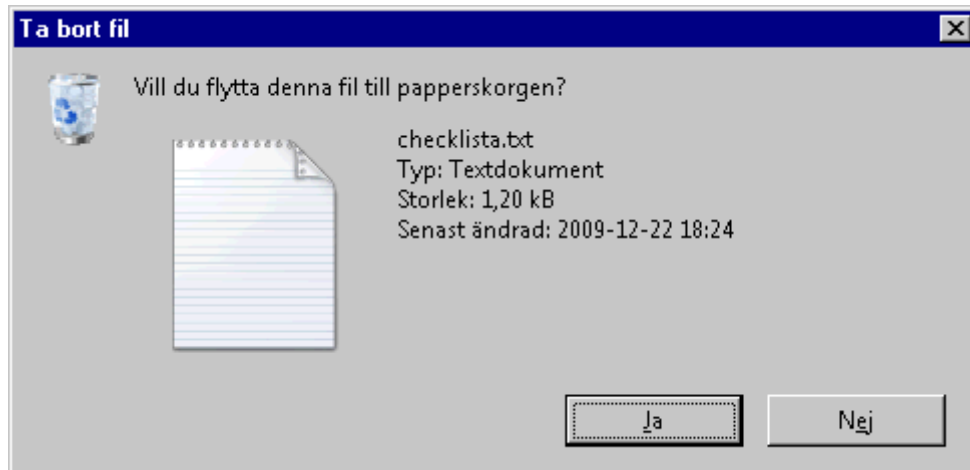 Ta bort fil
Vill du flytta denna fil till papperskorgen?
checklista.txt
Typ: Textdokument
Storlek: 1,20 kB
Senast ändrad: 2009-12-22 18:24
Ja
Nej